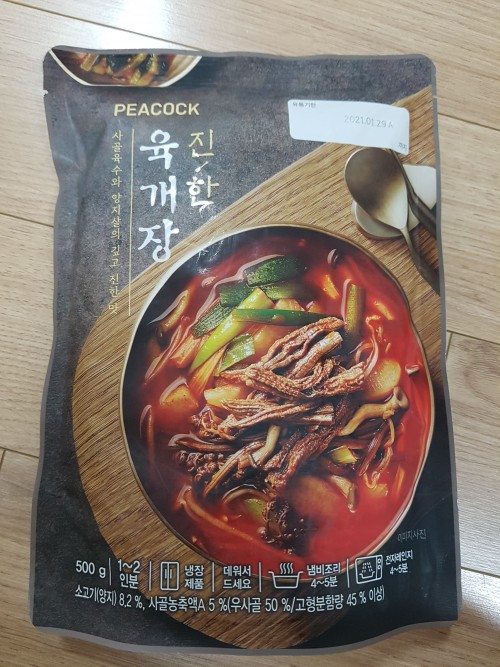 PEACOCK
유통기한
2021.01.29 A
진한
육개장
사골육수와 양지살의 깊고 진한 맛
이미지사진
500 g
1~2
인분
냉장
제품
데워서
드세요
냄비조리
4~5분
전자레인지
4~5분
소고기(양지) 8.2 %, 사골농축액A 5 %(우사골 50 %/고형분함량 45 % 이상)